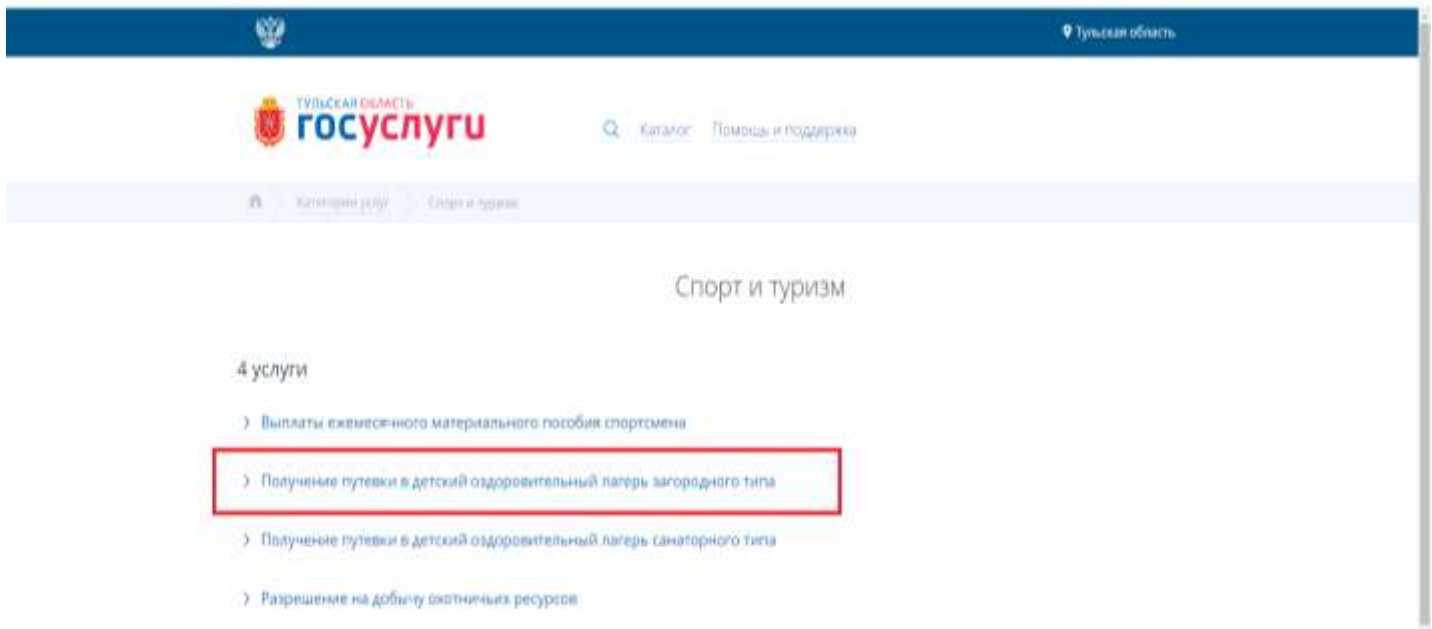 Тульская область
ТУЛЬСКАЯ ОБЛАСТЬ
госуслуги
Каталог Помощь и поддержка
Категории услуг Спорт и туризм
Спорт и туризм
4 услуги
Выплаты ежемесячного материального пособия спортсмена
Получение путевки в детский оздоровительный лагерь загородного типа
Получение путевки в детский оздоровительный лагерь санаторного типа
Разрешение на добычу охотничьих ресурсов